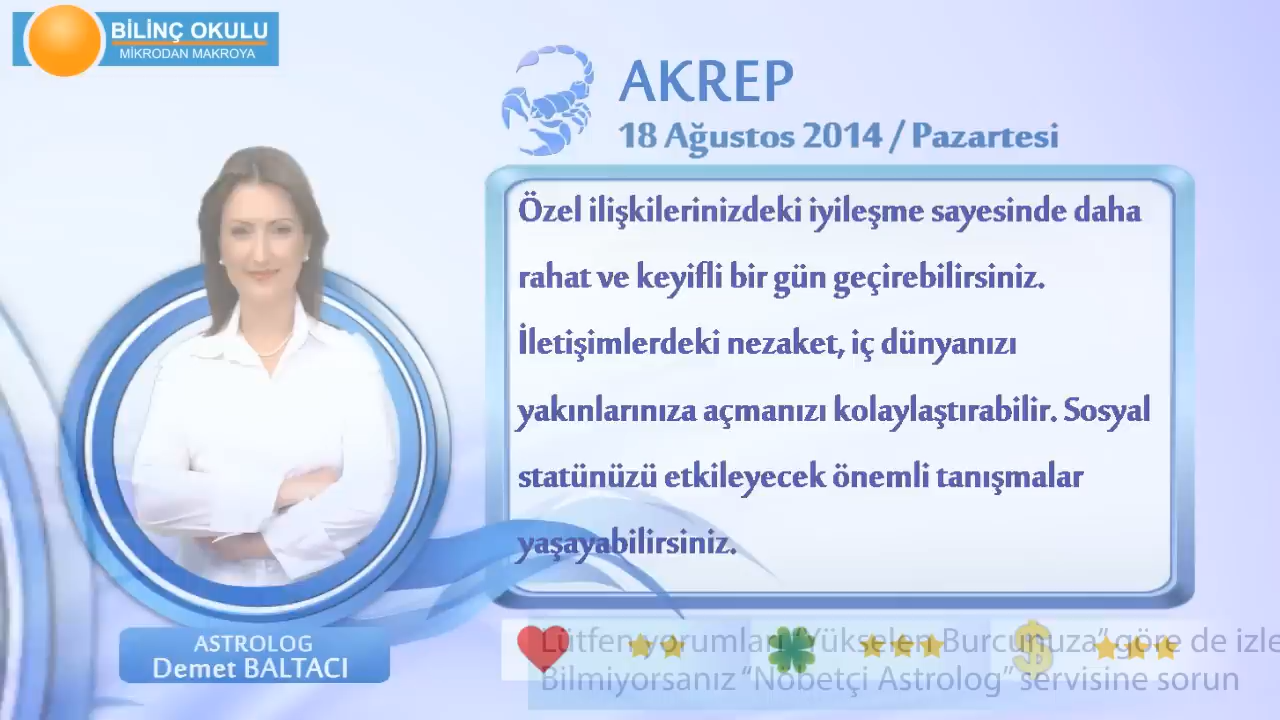 BİLİNÇ OKULU
MİKRODAN MAKROYA
AKREP
18 Ağustos 2014 / Pazartesi
Özel ilişkilerinizdeki iyileşme sayesinde daha
rahat ve keyifli bir gün geçirebilirsiniz.
İletişimlerdeki nezaket, iç dünyanızı
yakınlarınıza açmanızı kolaylaştırabilir. Sosyal
statünüzü etkileyecek önemli tanışmalar
yaşayabilirsiniz.
ASTROLOG
Demet BALTACI
Lütfen yorumları "Yükselen Burcunuza" göre de izle
Bilmiyorsanız "Nöbetçi Astrolog" servisine sorun